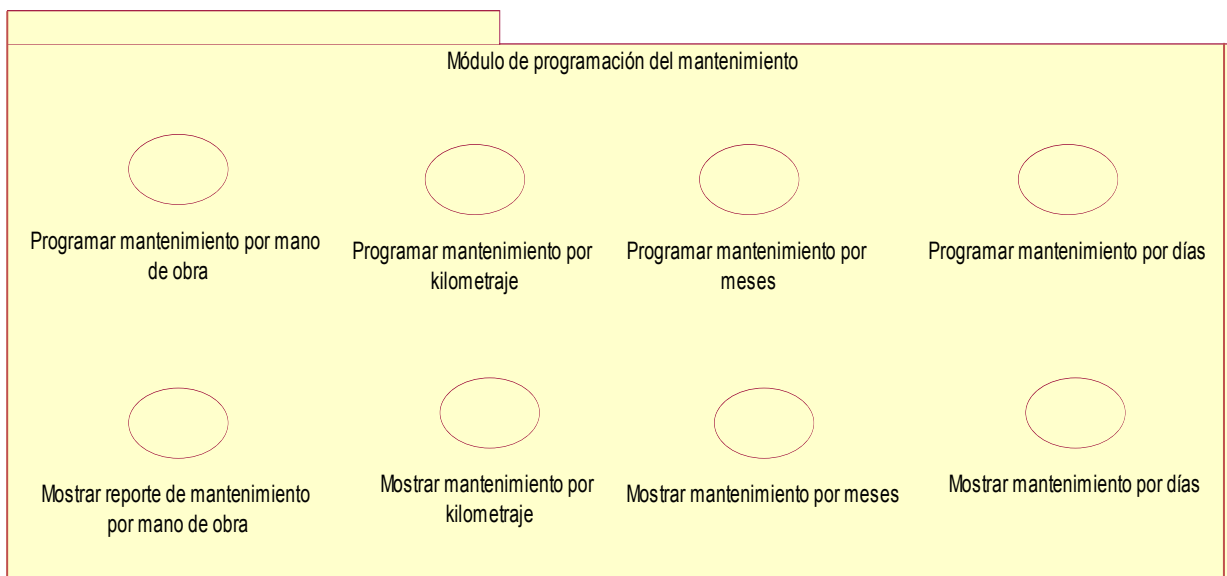 Módulo de programación del mantenimiento
Programar mantenimiento por mano
de obra
Programar mantenimiento por
kilometraje
Programar mantenimiento por
meses
Programar mantenimiento por días
Mostrar reporte de mantenimiento
por mano de obra
Mostrar mantenimiento por
kilometraje
Mostrar mantenimiento por meses
Mostrar mantenimiento por días